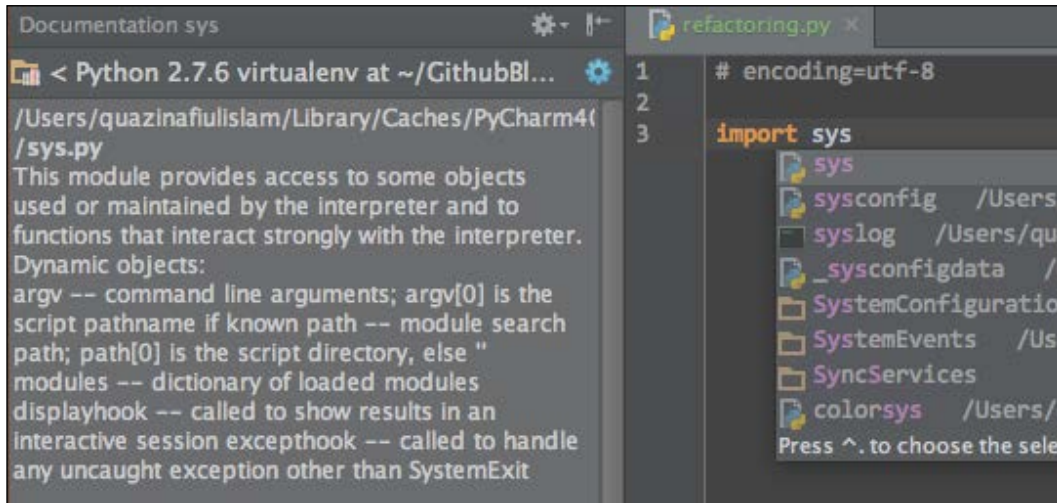 Documentation sys
< Python 2.7.6 virtualenv at ~/GithubBl...
/Users/quazinafiulislam/Library/Caches/PyCharm4(
/sys.py
This module provides access to some objects
used or maintained by the interpreter and to
functions that interact strongly with the interpreter.
Dynamic objects:
argv -- command line arguments; argv[0] is the
script pathname if known path -- module search
path; path[0] is the script directory, else "
modules -- dictionary of loaded modules
displayhook -- called to show results in an
interactive session excepthook -- called to handle
any uncaught exception other than SystemExit
refactoring.py ×
1 # encoding=utf-8
2
3 import sys
sys
sysconfig /Users
syslog /Users/qu
_sysconfigdata /
SystemConfiguratio
SystemEvents /Us
SyncServices
colorsys /Users/
Press ^. to choose the sele